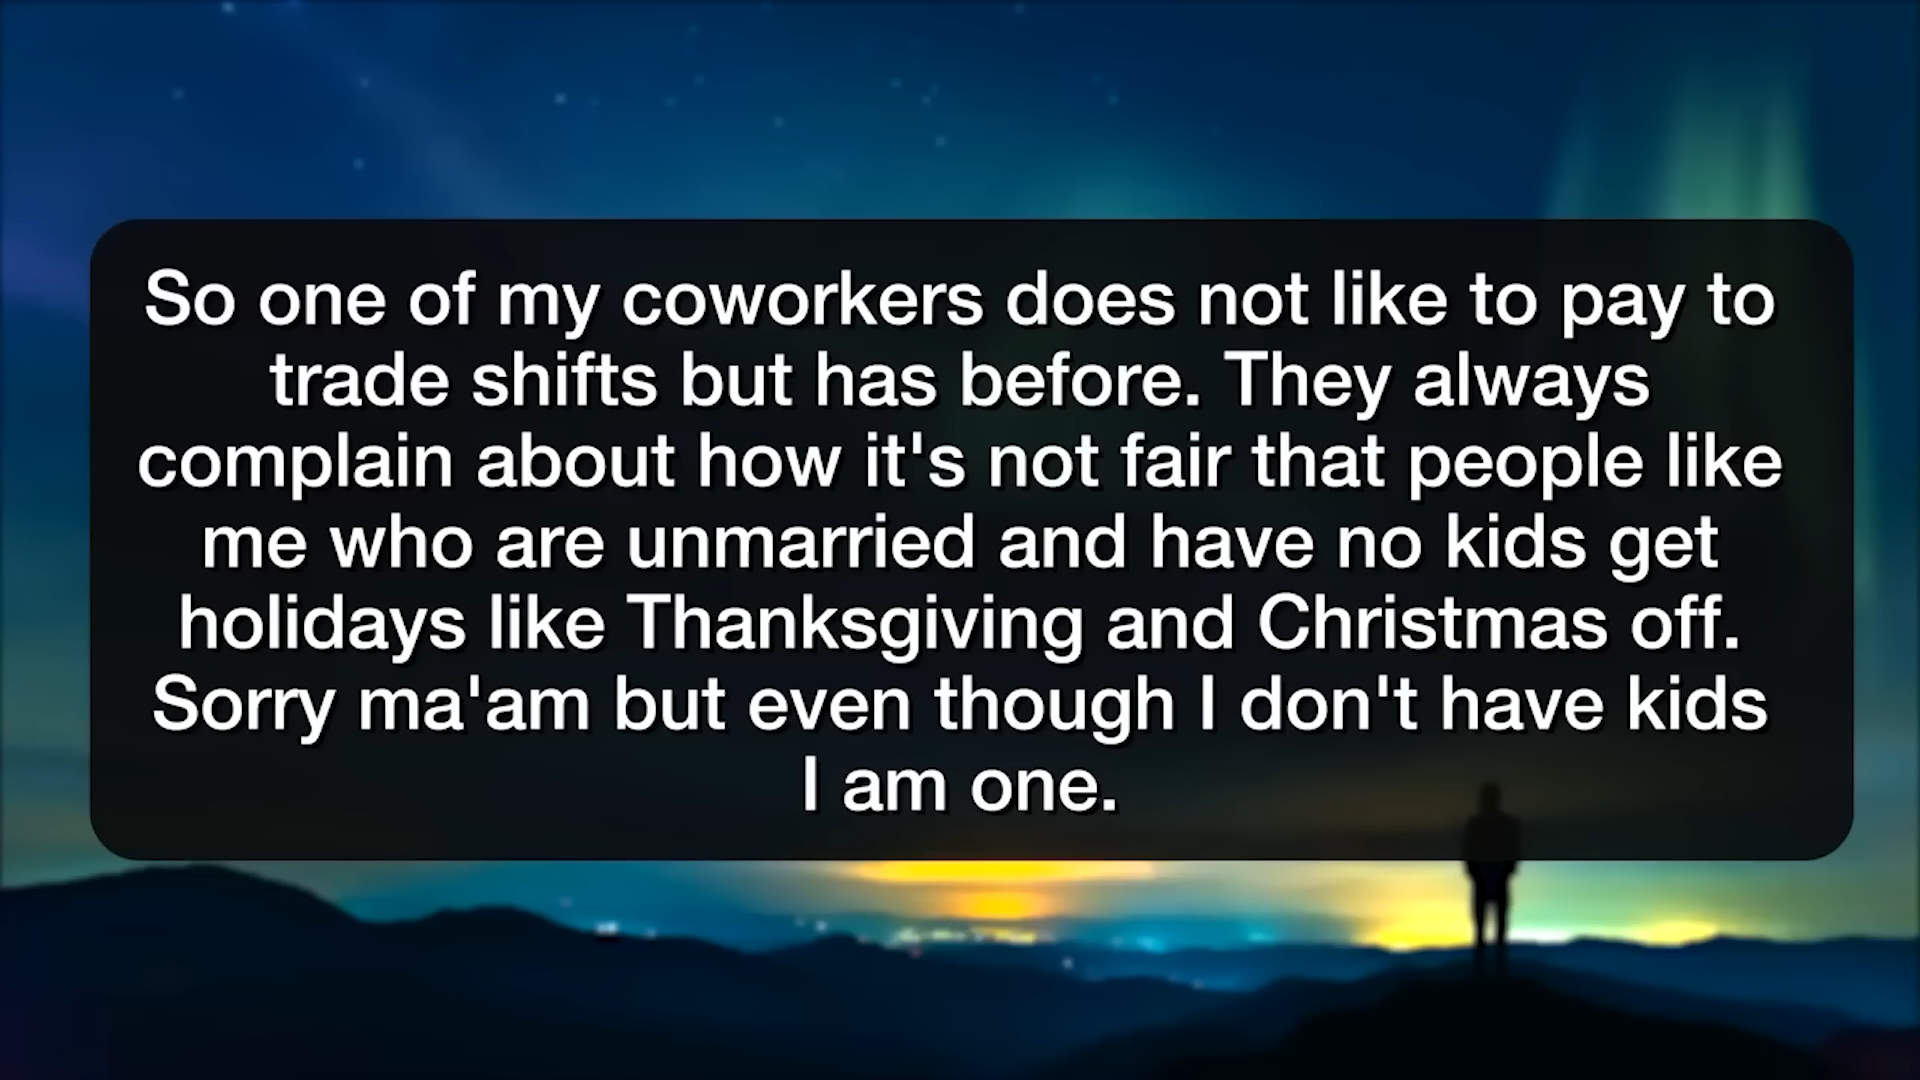 So one of my coworkers does not like to pay to
trade shifts but has before. They always
complain about how it's not fair that people like
me who are unmarried and have no kids get
holidays like Thanksgiving and Christmas off.
Sorry ma'am but even though I don't have kids
I am one.